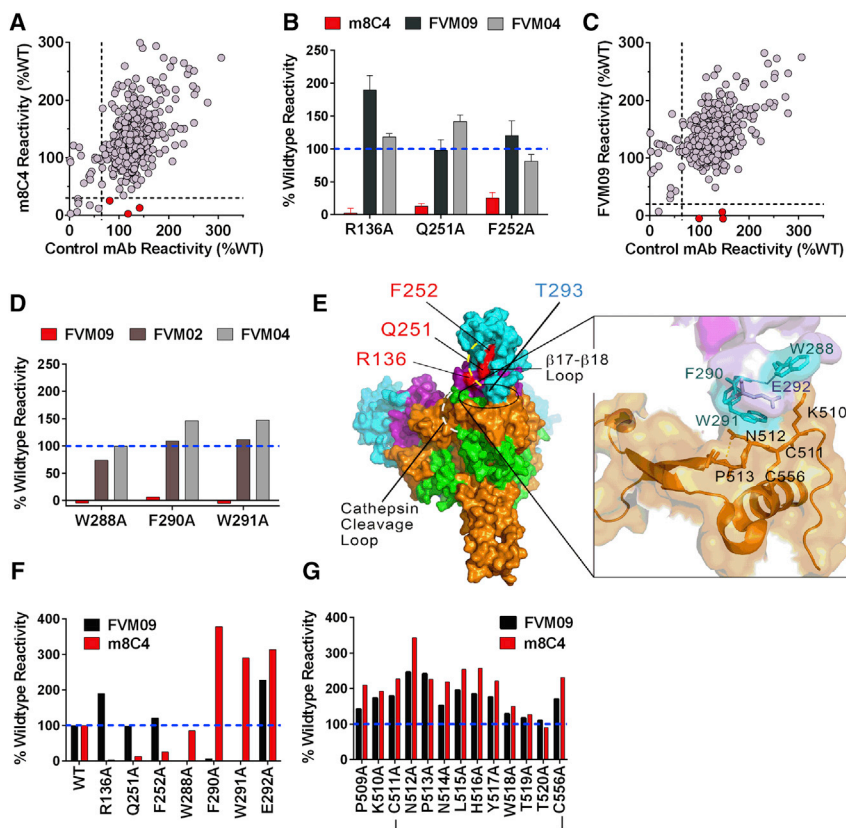 A
m8C4 Reactivity (%WT)
300
200
100
0
0 100 200 300
Control mAb Reactivity (%WT)
B
m8C4 FVM09 FVM04
% Wildtype Reactivity
250
200
150
100
50
0
R136A Q251A F252A
C
FVM09 Reactivity (%WT)
300
200
100
0
0 100 200 300
Control mAb Reactivity (%WT)
D
FVM09 FVM02 FVM04
% Wildtype Reactivity
250
200
150
100
50
0
W288A F290A W291A
E
F252
T293
Q251
R136
β17-β18
Loop
Cathepsin
Cleavage
Loop
W288
F290
E292
W291
K510
N512
C511
P513 C556
F
FVM09
m8C4
% Wildtype Reactivity
400
300
200
100
0
WT
R136A
Q251A
F252A
W288A
F290A
W291A
E292A
G
FVM09
m8C4
% Wildtype Reactivity
400
300
200
100
0
P509A
K510A
C511A
N512A
P513A
N514A
L515A
H516A
Y517A
W518A
T519A
T520A
C556A